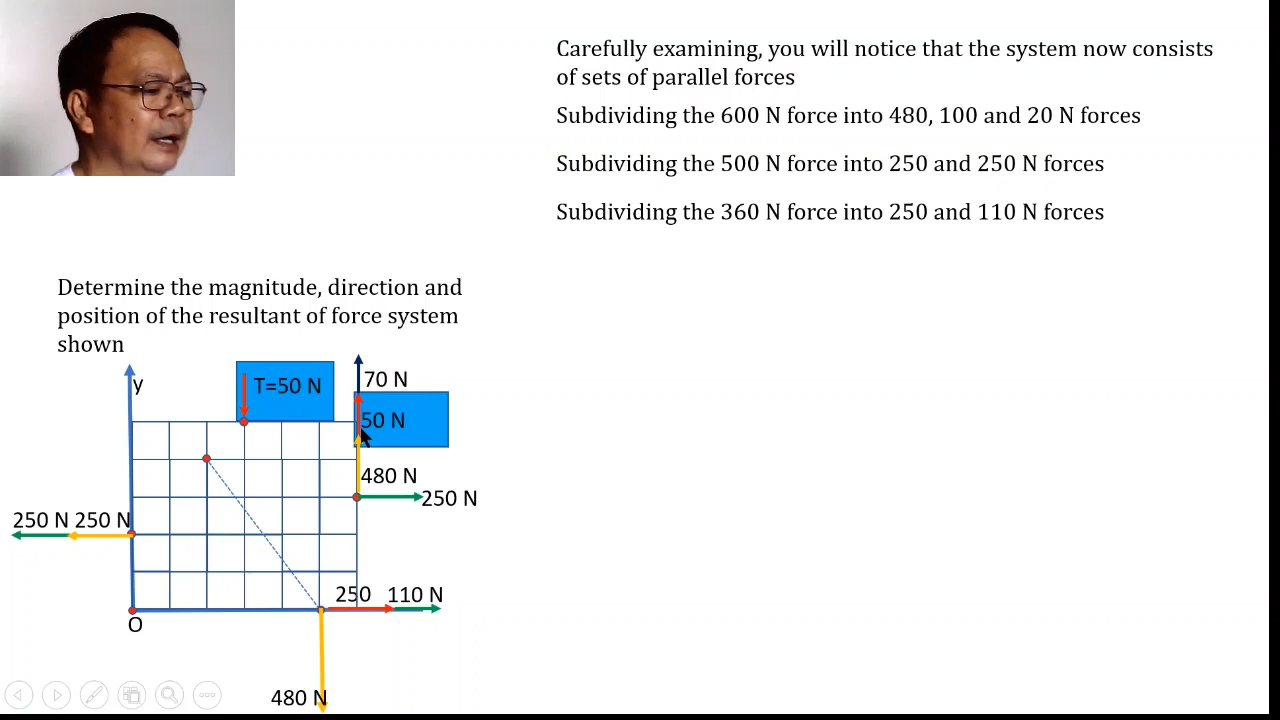 Carefully examining, you will notice that the system now consists
of sets of parallel forces
Subdividing the 600 N force into 480, 100 and 20 N forces
Subdividing the 500 N force into 250 and 250 N forces
Subdividing the 360 N force into 250 and 110 N forces
Determine the magnitude, direction and
position of the resultant of force system
shown
y
T=50 N
70 N
50 N
480 N
250 N
250 N 250 N
250 110 N
O
480 N